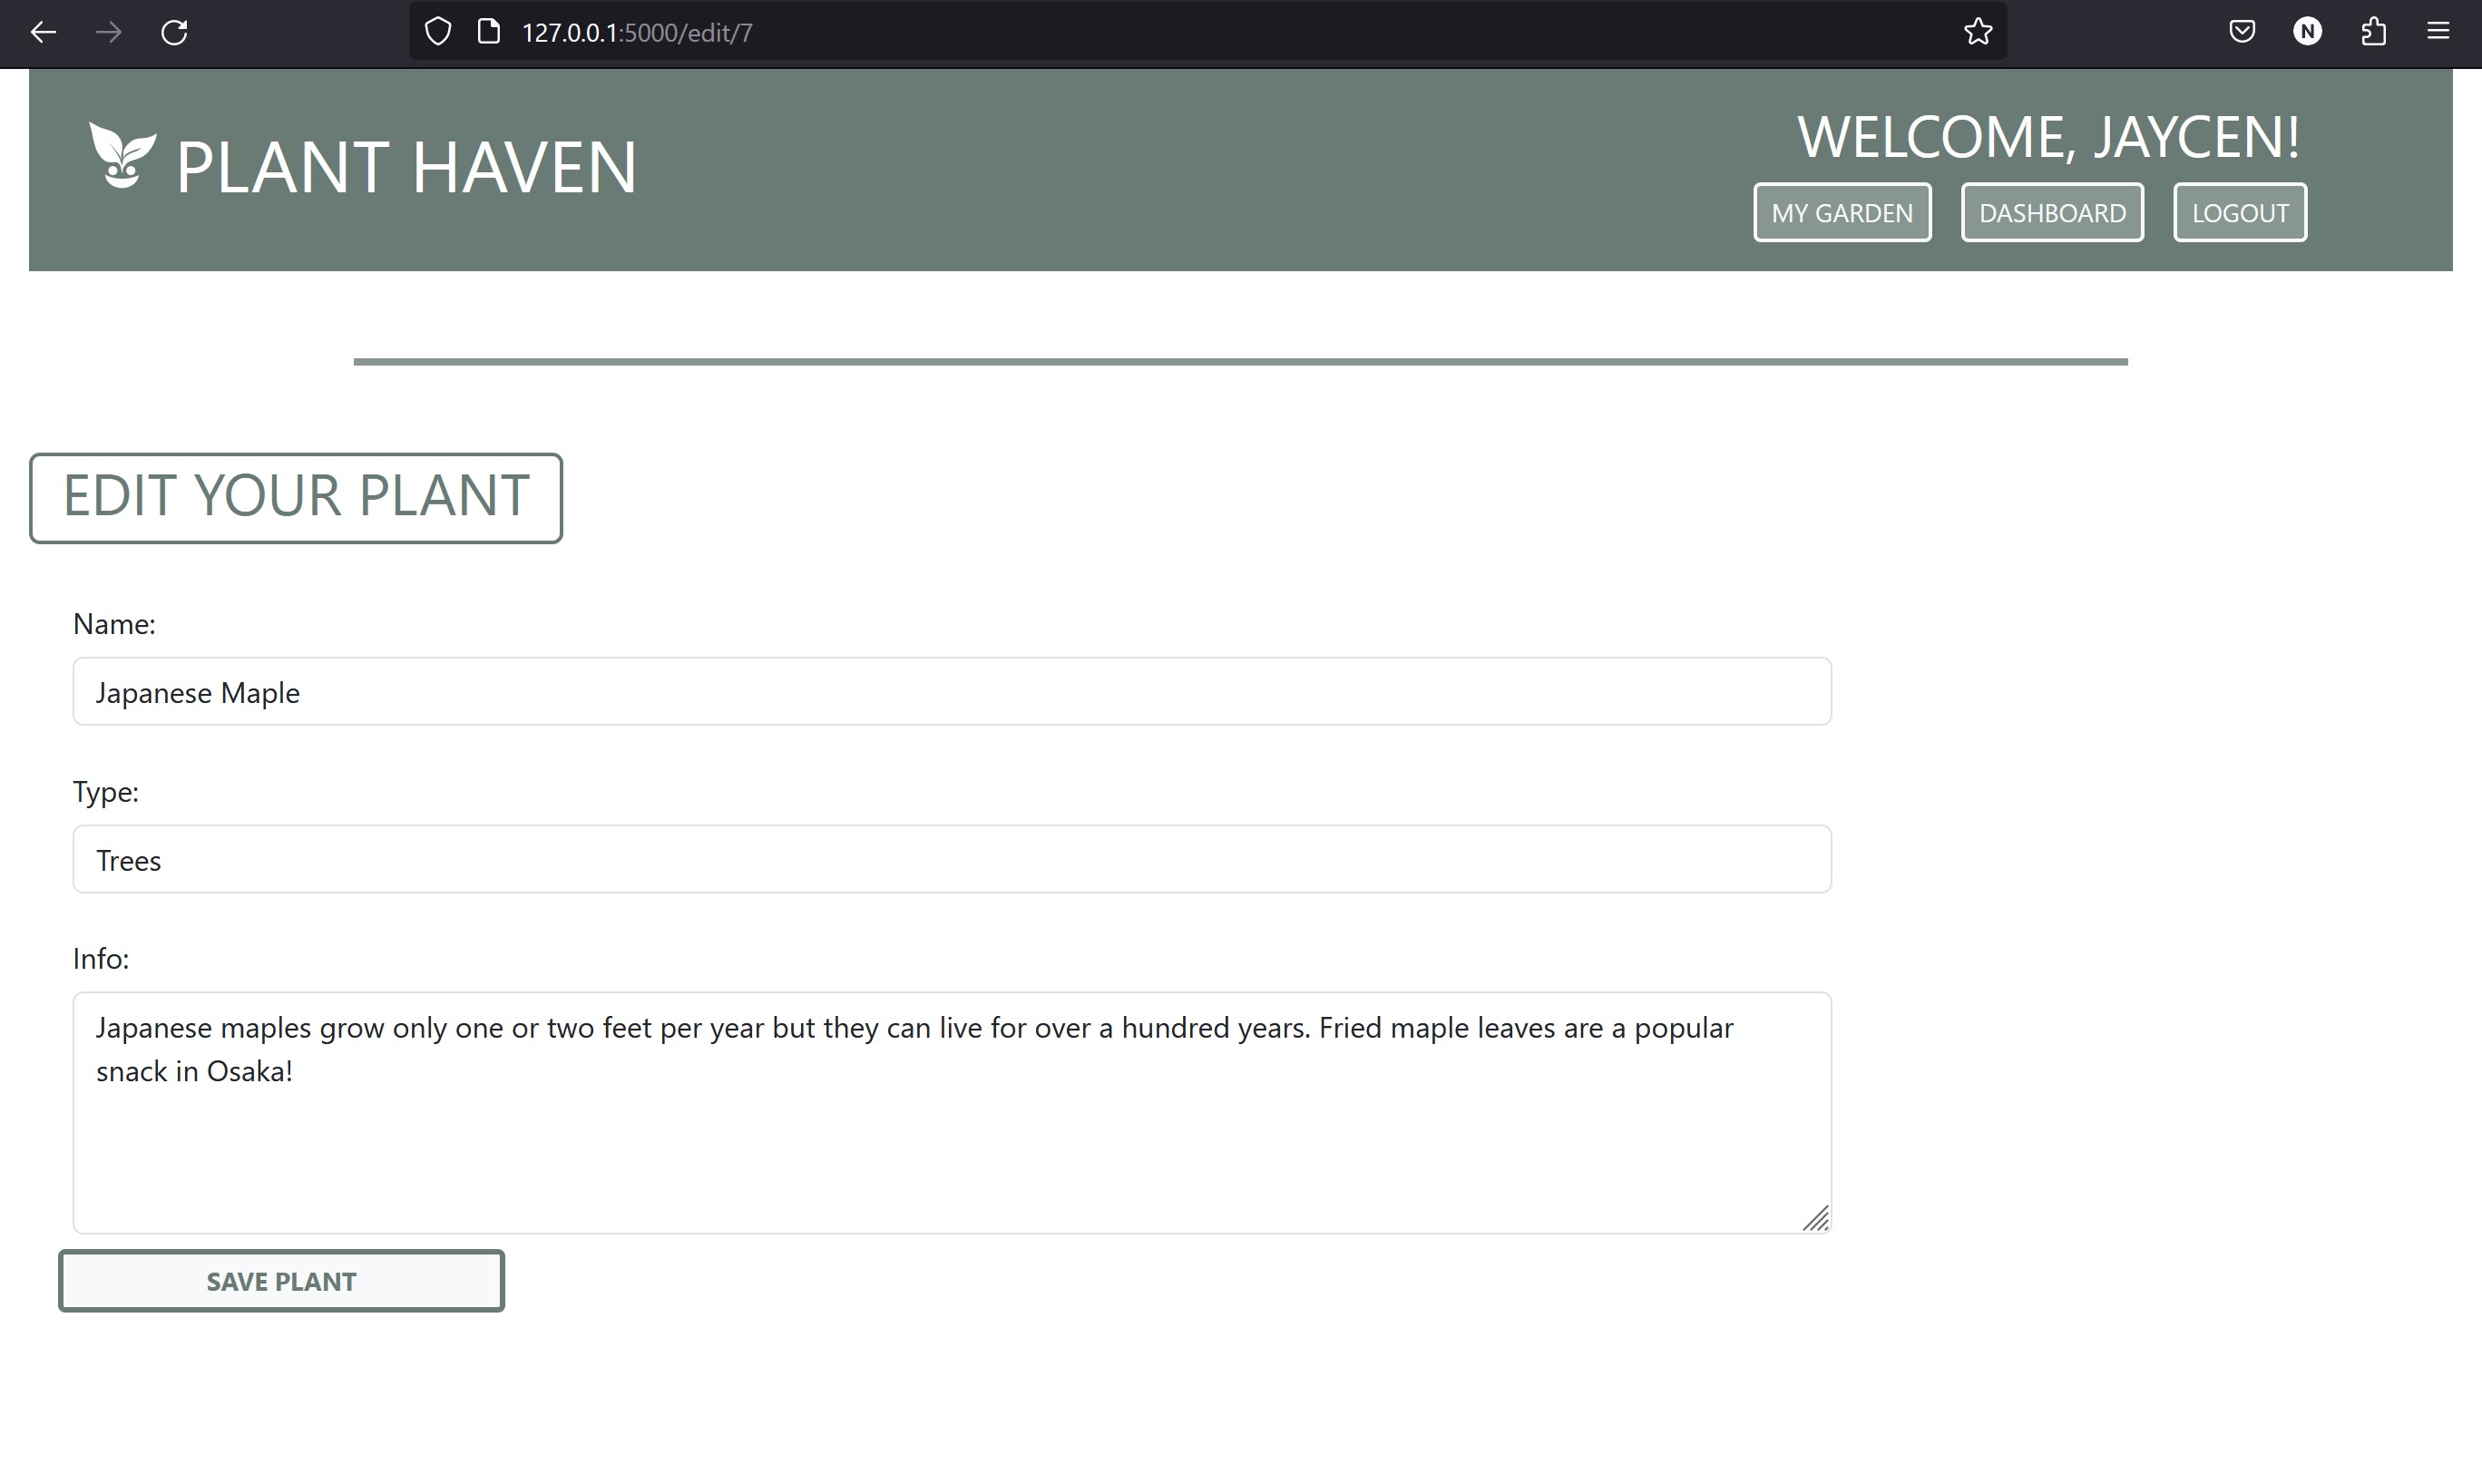 127.0.0.1:5000/edit/7
N
PLANT HAVEN
WELCOME, JAYCEN!
MY GARDEN
DASHBOARD
LOGOUT
EDIT YOUR PLANT
Name:
Japanese Maple
Type:
Trees
Info:
Japanese maples grow only one or two feet per year but they can live for over a hundred years. Fried maple leaves are a popular
snack in Osaka!
SAVE PLANT